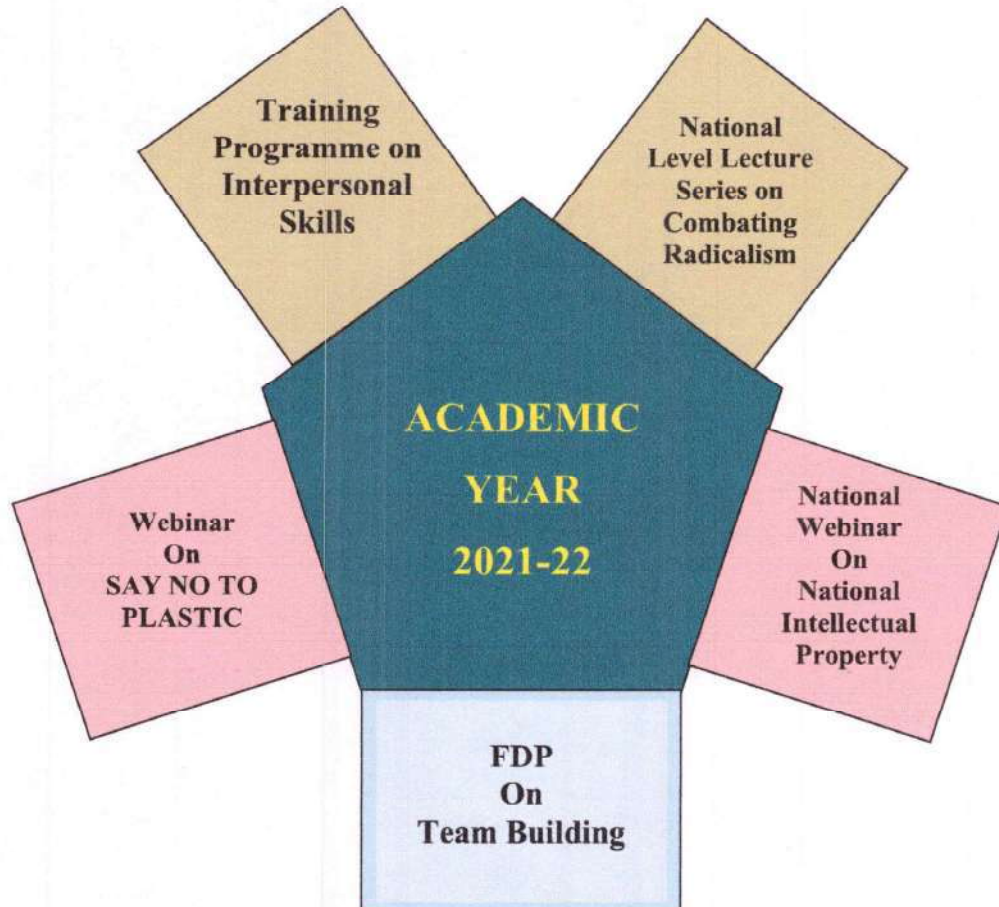 Training
Programme on
Interpersonal
Skills
National
Level Lecture
Series on
Combating
Radicalism
ACADEMIC
YEAR
2021-22
Webinar
On
SAY NO TO
PLASTIC
National
Webinar
On
National
Intellectual
Property
FDP
On
Team Building